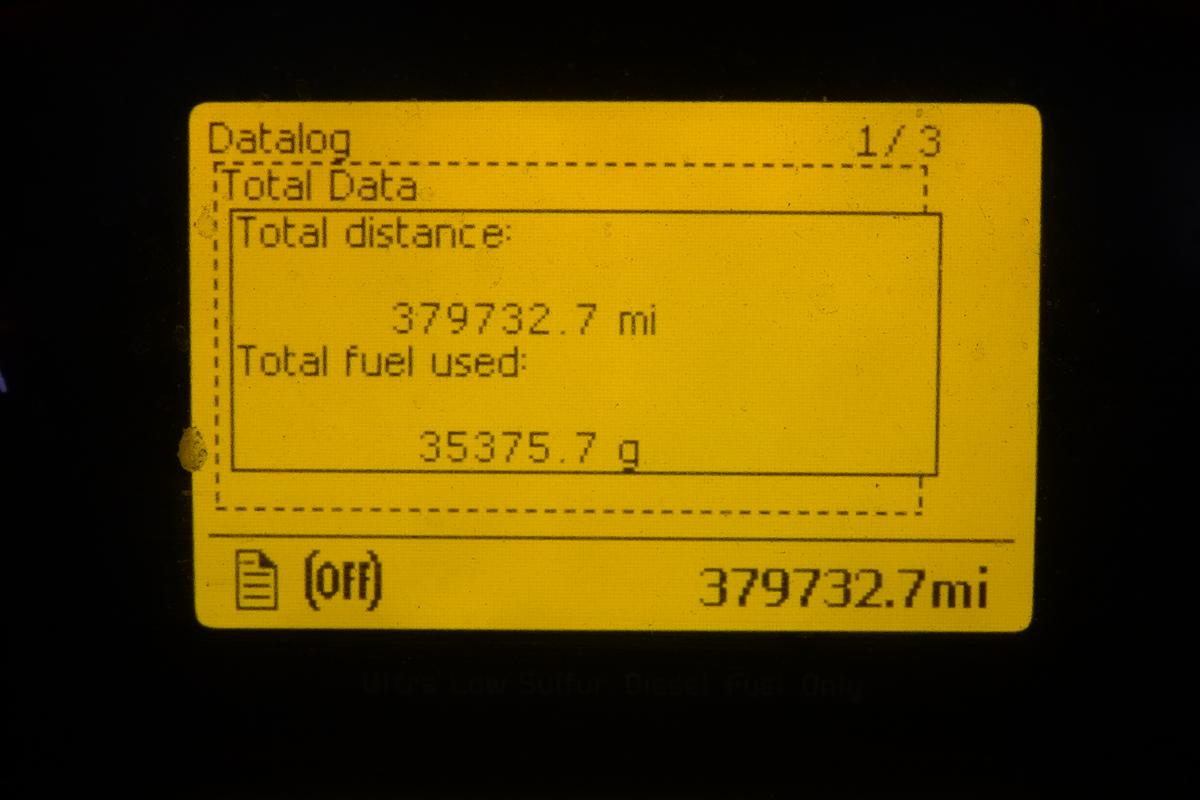 Datalog 1/3
Total Data
Total distance:
379732.7 mi
Total fuel used:
35375.7 g
(Off) 379732.7mi
Ultra Low Sulfur Diesel Fuel Only